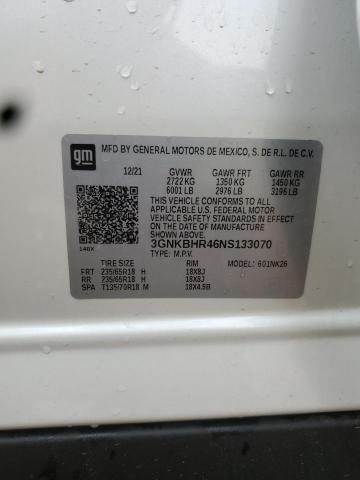 gm
MFD BY GENERAL MOTORS DE MEXICO, S. DE R.L. DE C.V.
12/21 GVWR GAWR FRT GAWR RR
2722 KG 1350 KG 1450 KG
6001 LB 2976 LB 3196 LB
THIS VEHICLE CONFORMS TO ALL
APPLICABLE U.S. FEDERAL MOTOR
VEHICLE SAFETY STANDARDS
IN EFFECT ON THE DATE OF
MANUFACTURE SHOWN ABOVE.
3GNKBHR46NS133070
TYPE: M.P.V.
TIRE SIZE RIM MODEL: 601NK26
FRT 235/65R18 H 18X8J
RR 235/65R18 H 18X8J
SPA T135/70R18 M 18X4.5B